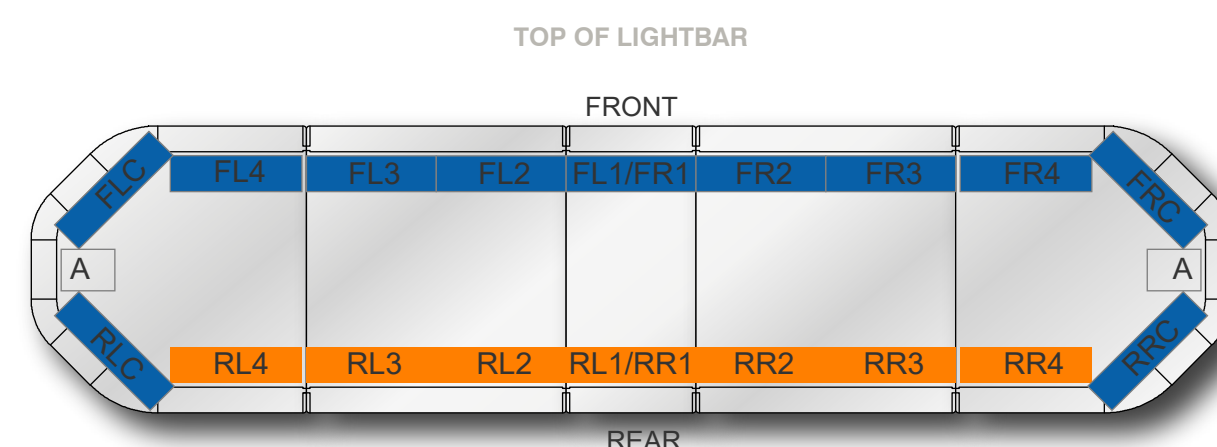 TOP OF LIGHTBAR
FRONT
FLC FL4 FL3 FL2 FL1/FR1 FR2 FR3 FR4 FRC
A A
RLC RL4 RL3 RL2 RL1/RR1 RR2 RR3 RR4 RRC
REAR